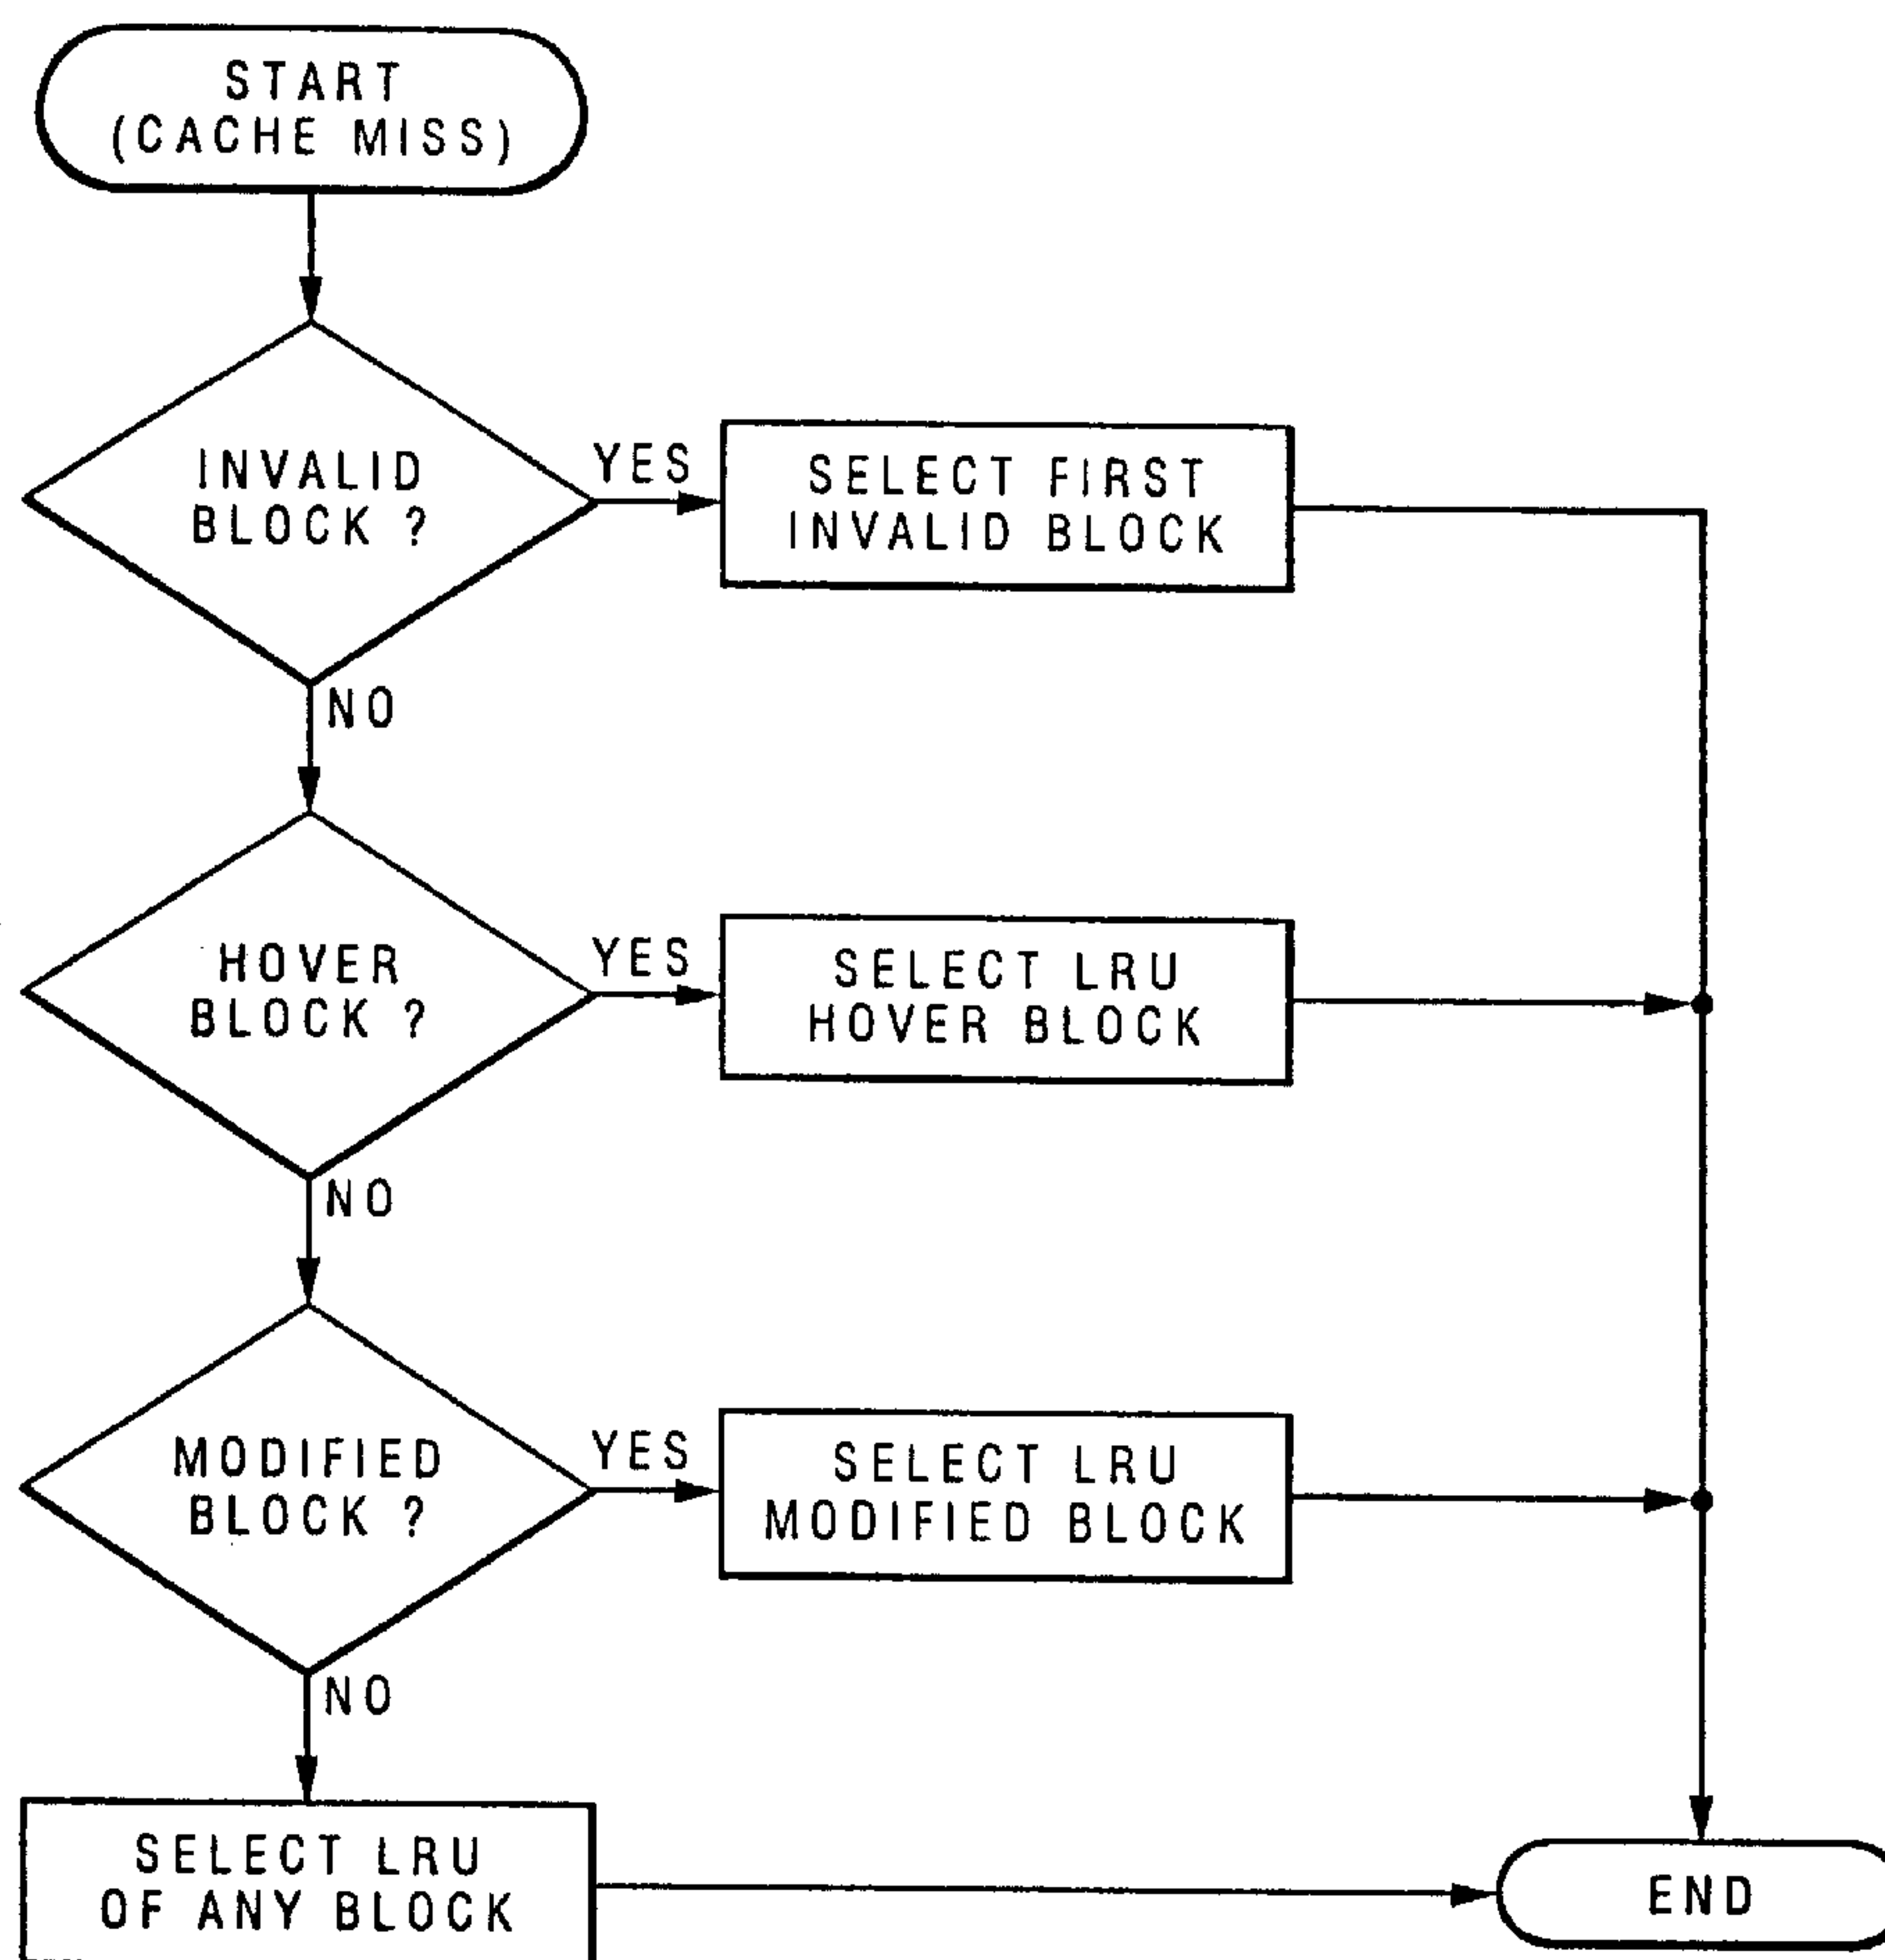 START
(CACHE MISS)
INVALID
BLOCK ?
YES
SELECT FIRST
INVALID BLOCK
NO
HOVER
BLOCK ?
YES
SELECT LRU
HOVER BLOCK
NO
MODIFIED
BLOCK ?
YES
SELECT LRU
MODIFIED BLOCK
NO
SELECT LRU
OF ANY BLOCK
END